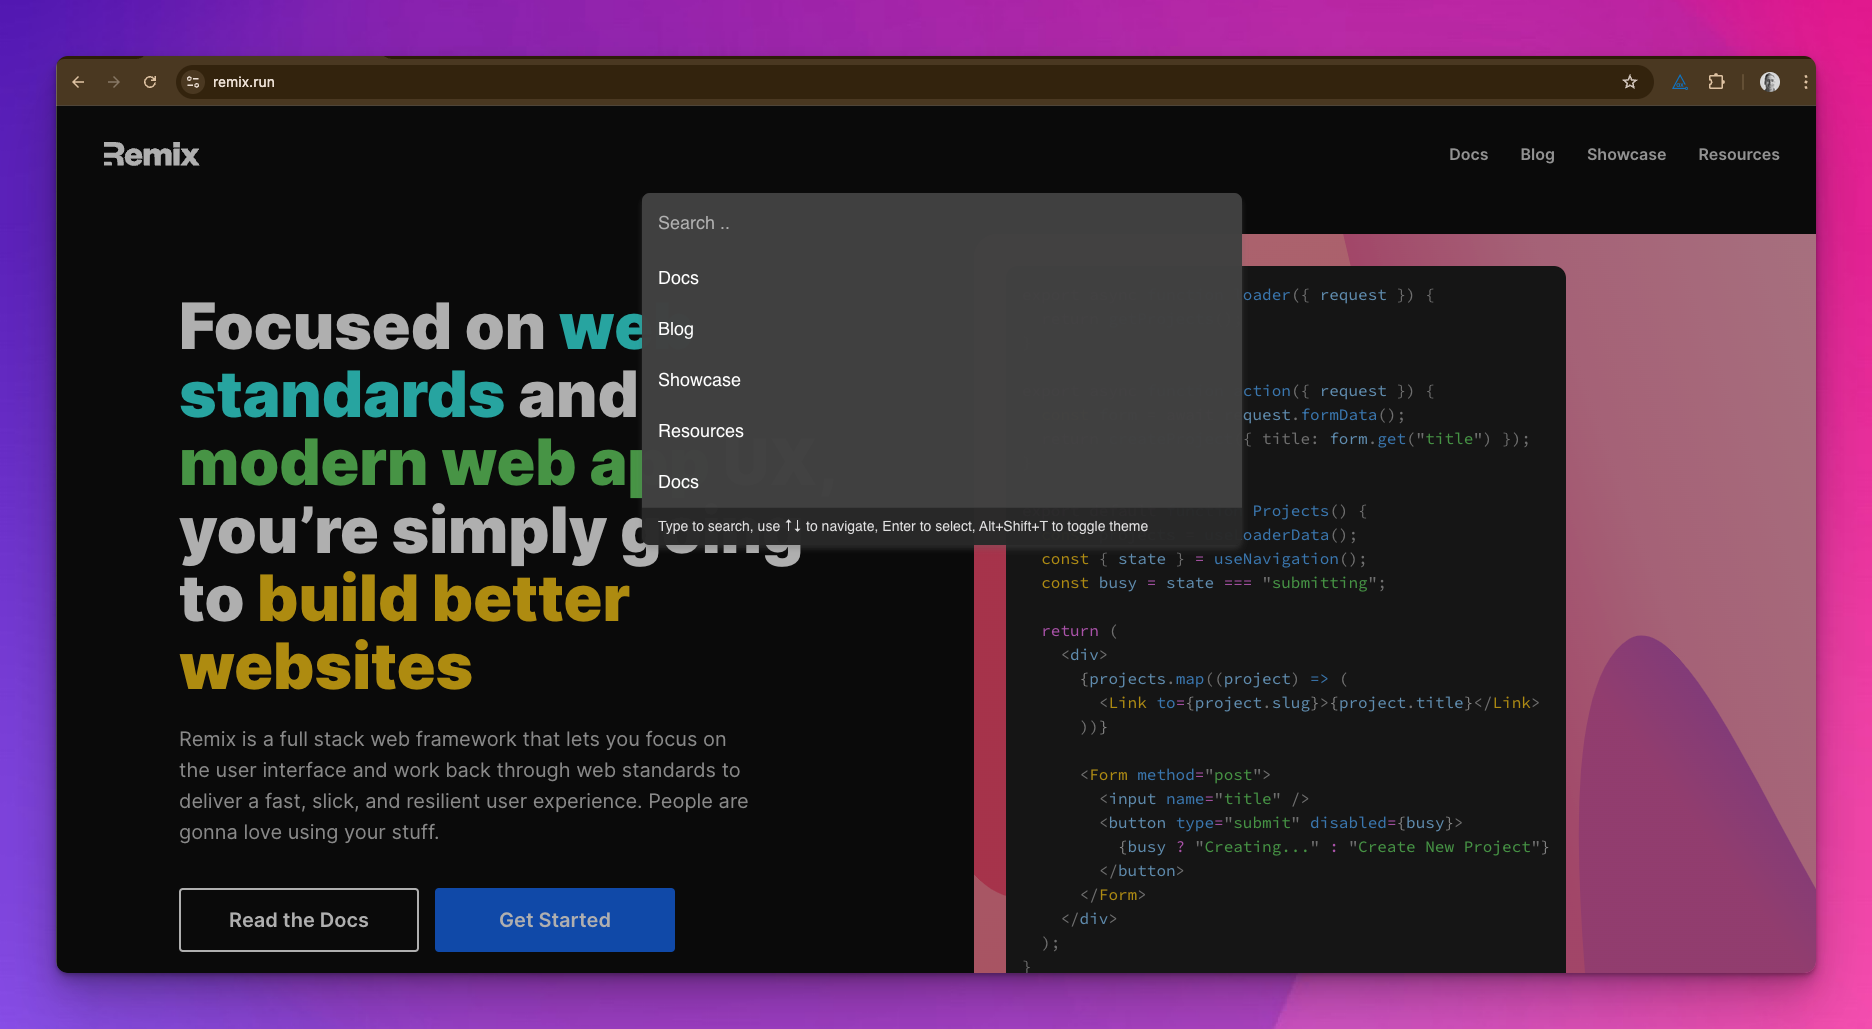 remix.run
Remix
Docs
Blog
Showcase
Resources
Search ..
Docs
Blog
Showcase
Resources
Docs
Type to search, use ↑↓ to navigate, Enter to select, Alt+Shift+T to toggle theme
Focused on
standards and
modern web app UX,
you’re simply going
to build better
websites
Remix is a full stack web framework that lets you focus on
the user interface and work back through web standards to
deliver a fast, slick, and resilient user experience. People are
gonna love using your stuff.
Read the Docs
Get Started
oader({ request }) {
ction({ request }) {
quest.formData();
{ title: form.get("title") });
Projects() {
oaderData();
const { state } = useNavigation();
const busy = state === "submitting";
return (
<div>
{projects.map((project) => (
<Link to={project.slug}>{project.title}</Link>
))}
<Form method="post">
<input name="title" />
<button type="submit" disabled={busy}>
{busy ? "Creating..." : "Create New Project"}
</button>
</Form>
</div>
);
}